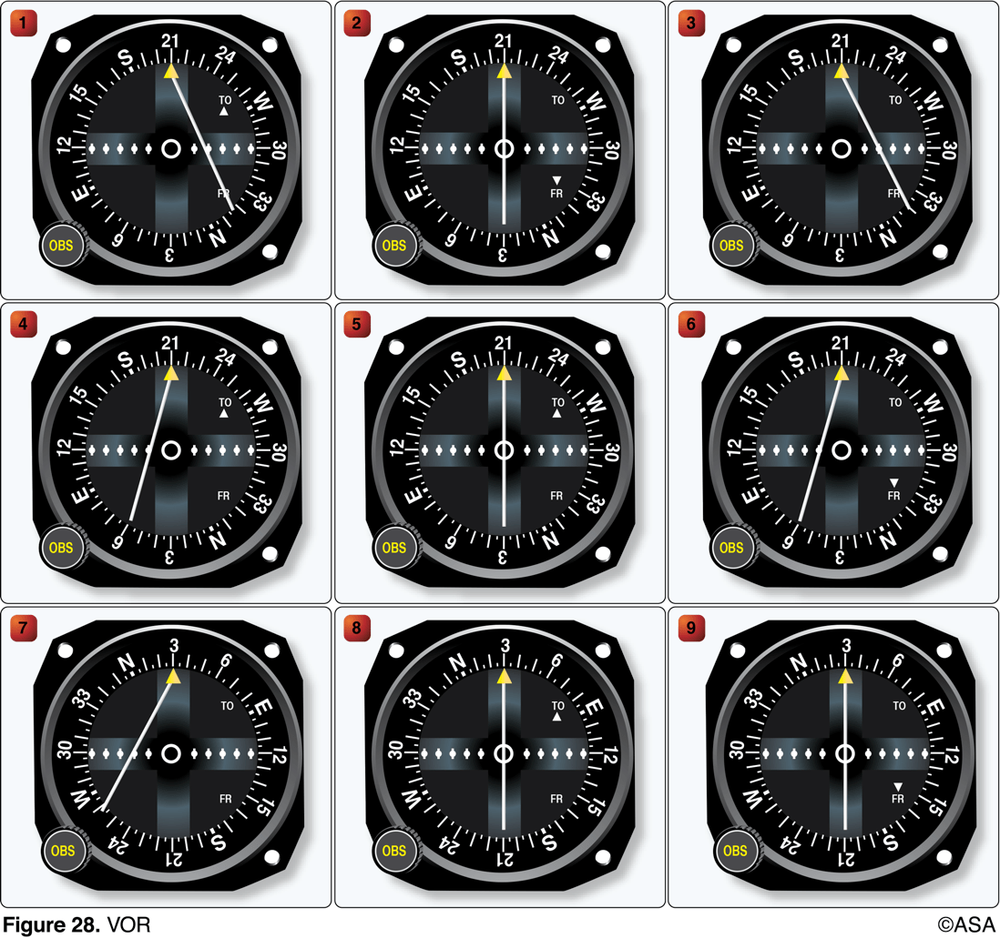 1
21
S
24
15
TO
W
12
30
E
FR
33
OBS
6
3
N
2
21
S
24
15
TO
W
12
30
E
FR
33
OBS
6
3
N
3
21
S
24
15
TO
W
12
30
E
FR
33
OBS
6
3
N
4
21
S
24
15
TO
W
12
30
E
FR
33
OBS
6
3
N
5
21
S
24
15
TO
W
12
30
E
FR
33
OBS
6
3
N
6
21
S
24
15
TO
W
12
30
E
FR
33
OBS
6
3
N
7
3
N
6
33
TO
E
30
12
W
FR
15
OBS
24
21
S
8
3
N
6
33
TO
E
30
12
W
FR
15
OBS
24
21
S
9
3
N
6
33
TO
E
30
12
W
FR
15
OBS
24
21
S
Figure 28. VOR
©ASA